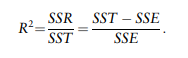 R²= SSR/SST = (SST − SSE)/SSE .